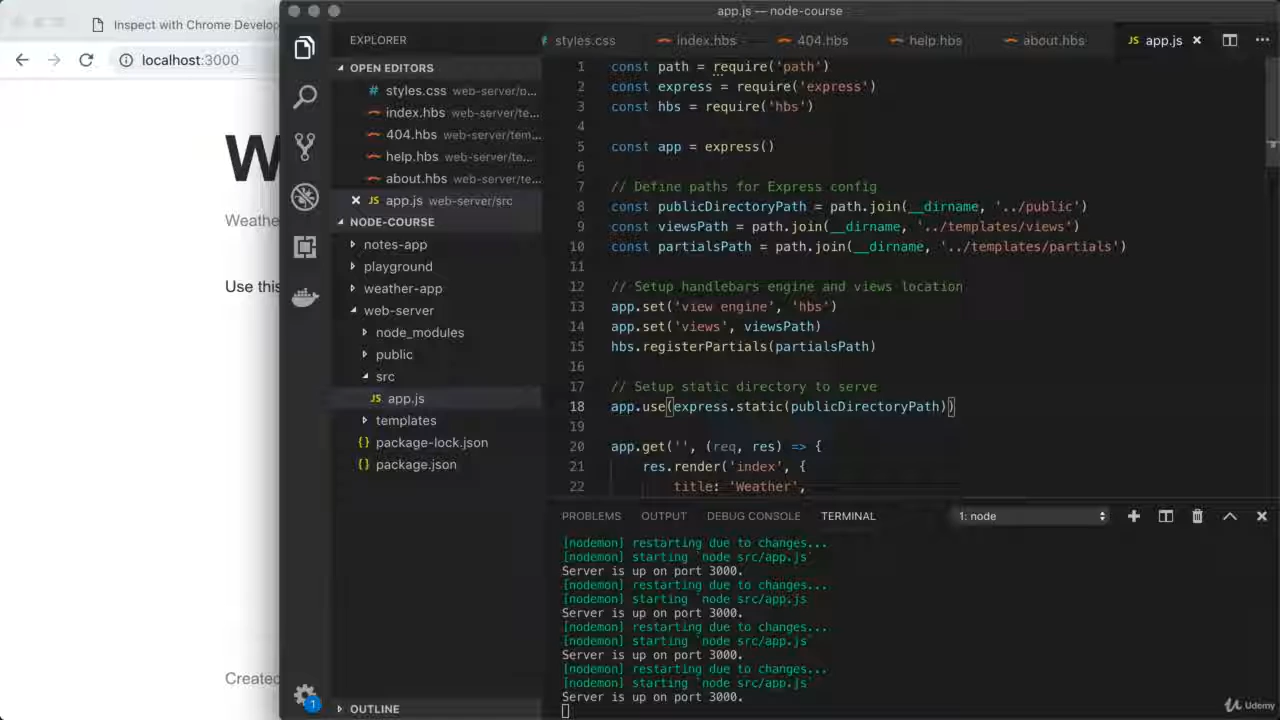 Inspect with Chrome Develop
localhost:3000
W
Weathe
Use this
Created
app.js — node-course
EXPLORER
OPEN EDITORS
# styles.css web-server/p...
index.hbs web-server/tem...
404.hbs web-server/tem...
help.hbs web-server/te...
about.hbs web-server/te...
JS app.js web-server/src
NODE-COURSE
notes-app
playground
weather-app
web-server
node_modules
public
src
JS app.js
templates
{} package-lock.json
{} package.json
OUTLINE
1
styles.css index.hbs 404.hbs help.hbs about.hbs JS app.js
1 const path = require('path')
2 const express = require('express')
3 const hbs = require('hbs')
4
5 const app = express()
6
7 // Define paths for Express config
8 const publicDirectoryPath = path.join(__dirname, '../public')
9 const viewsPath = path.join(__dirname, '../templates/views')
10 const partialsPath = path.join(__dirname, '../templates/partials')
11
12 // Setup handlebars engine and views location
13 app.set('view engine', 'hbs')
14 app.set('views', viewsPath)
15 hbs.registerPartials(partialsPath)
16
17 // Setup static directory to serve
18 app.use(express.static(publicDirectoryPath))
19
20 app.get('', (req, res) => {
21 res.render('index', {
22 title: 'Weather',
PROBLEMS OUTPUT DEBUG CONSOLE TERMINAL 1: node
[nodemon] restarting due to changes...
[nodemon] starting `node src/app.js`
Server is up on port 3000.
[nodemon] restarting due to changes...
[nodemon] starting `node src/app.js`
Server is up on port 3000.
[nodemon] restarting due to changes...
[nodemon] starting `node src/app.js`
Server is up on port 3000.
[nodemon] restarting due to changes...
[nodemon] starting `node src/app.js`
Server is up on port 3000.
Udemy